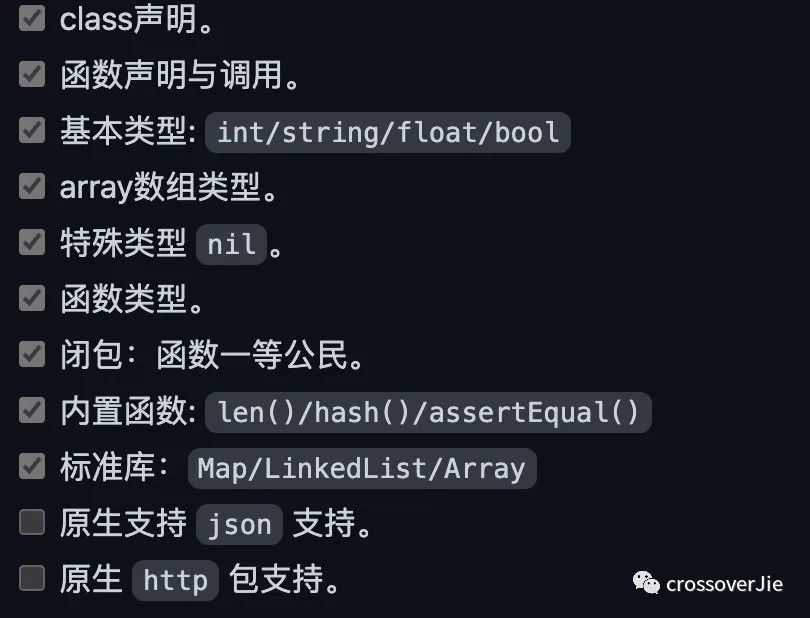 class声明。
函数声明与调用。
基本类型: int/string/float/bool
array数组类型。
特殊类型 nil 。
函数类型。
闭包：函数一等公民。
内置函数: len()/hash()/assertEqual()
标准库： Map/LinkedList/Array
原生支持 json 支持。
原生 http 包支持。
crossoverJie